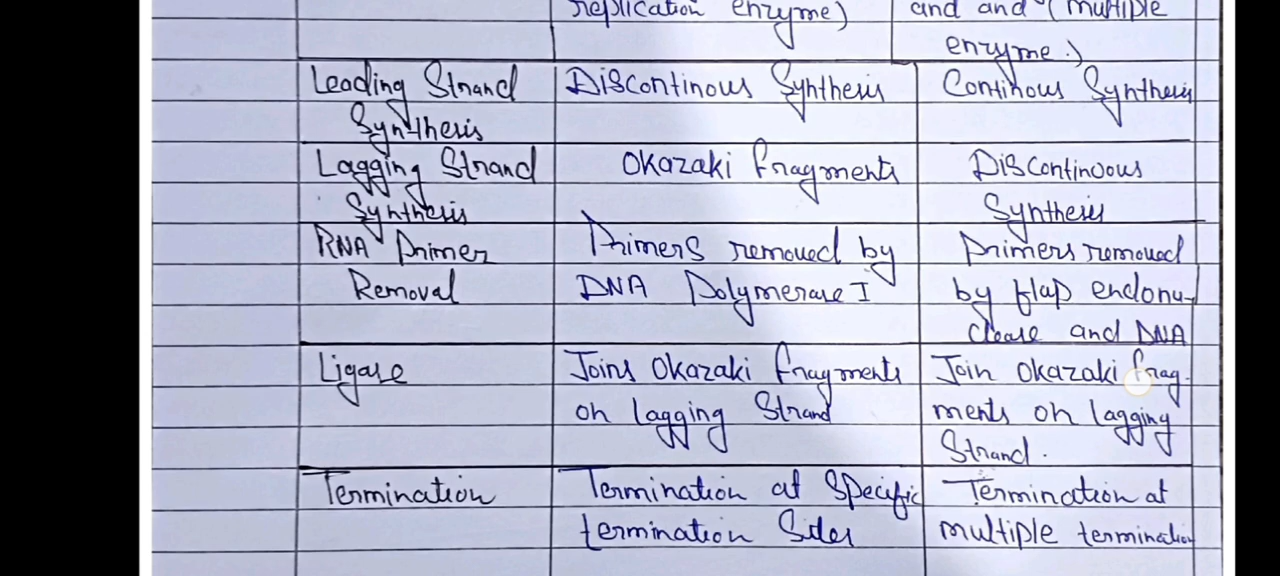 replication enzyme) and and (multiple
enzyme.)
Leading Strand Discontinous Synthesis Continous Synthesis
Synthesis
Lagging Strand Okazaki fragments Discontinuous
Synthesis Synthesis
RNA Primer Primers removed by Primers removed
Removal DNA Polymerase I by flap endonu-
clease and DNA
Ligase Joins Okazaki fragments Join Okazaki frag-
on lagging Strand ments on lagging
Strand.
Termination Termination at Specific Termination at
termination Sides multiple termination